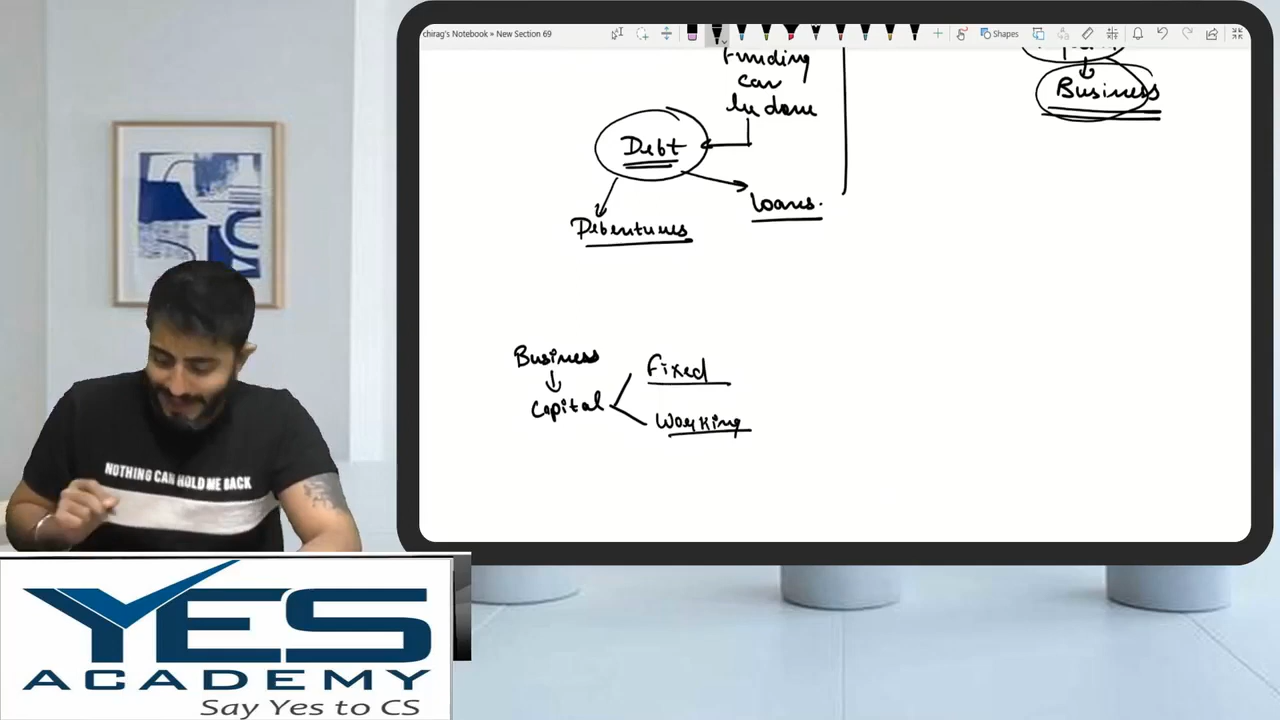 chirag's Notebook » New Section 69
Shapes
Funding
can
be done
Business
Debt
Loans.
Debentures
Business
Fixed
Capital
Working
NOTHING CAN HOLD ME BACK
YES
ACADEMY
Say Yes to CS